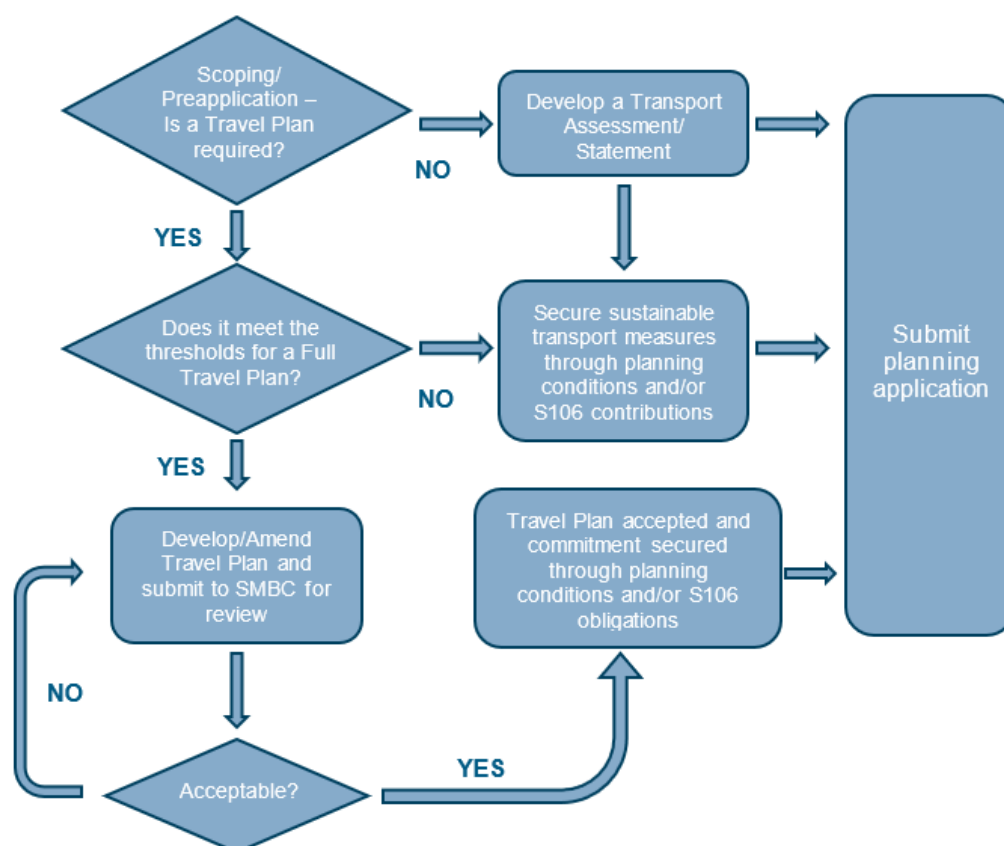 Scoping/
Preapplication –
Is a Travel Plan
required?
NO
Develop a Transport
Assessment/
Statement
YES
Does it meet the
thresholds for a Full
Travel Plan?
NO
Secure sustainable
transport measures
through planning
conditions and/or
S106 contributions
Submit
planning
application
YES
Develop/Amend
Travel Plan and
submit to SMBC for
review
Travel Plan accepted and
commitment secured
through planning
conditions and/or S106
obligations
NO
Acceptable?
YES